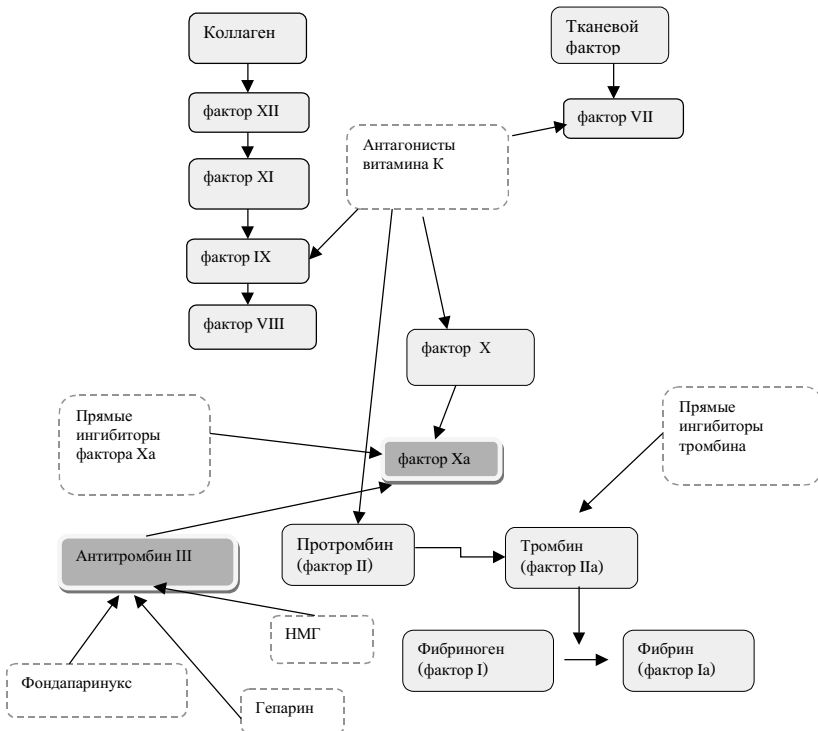 Коллаген
Тканевой
фактор
фактор XII
фактор VII
Антагонисты
витамина К
фактор XI
фактор IX
фактор VIII
фактор X
Прямые
ингибиторы
фактора Ха
Прямые
ингибиторы
тромбина
фактор Ха
Антитромбин III
Протромбин
(фактор II)
Тромбин
(фактор IIa)
НМГ
Фибриноген
(фактор I)
Фибрин
(фактор Ia)
Фондапаринукс
Гепарин